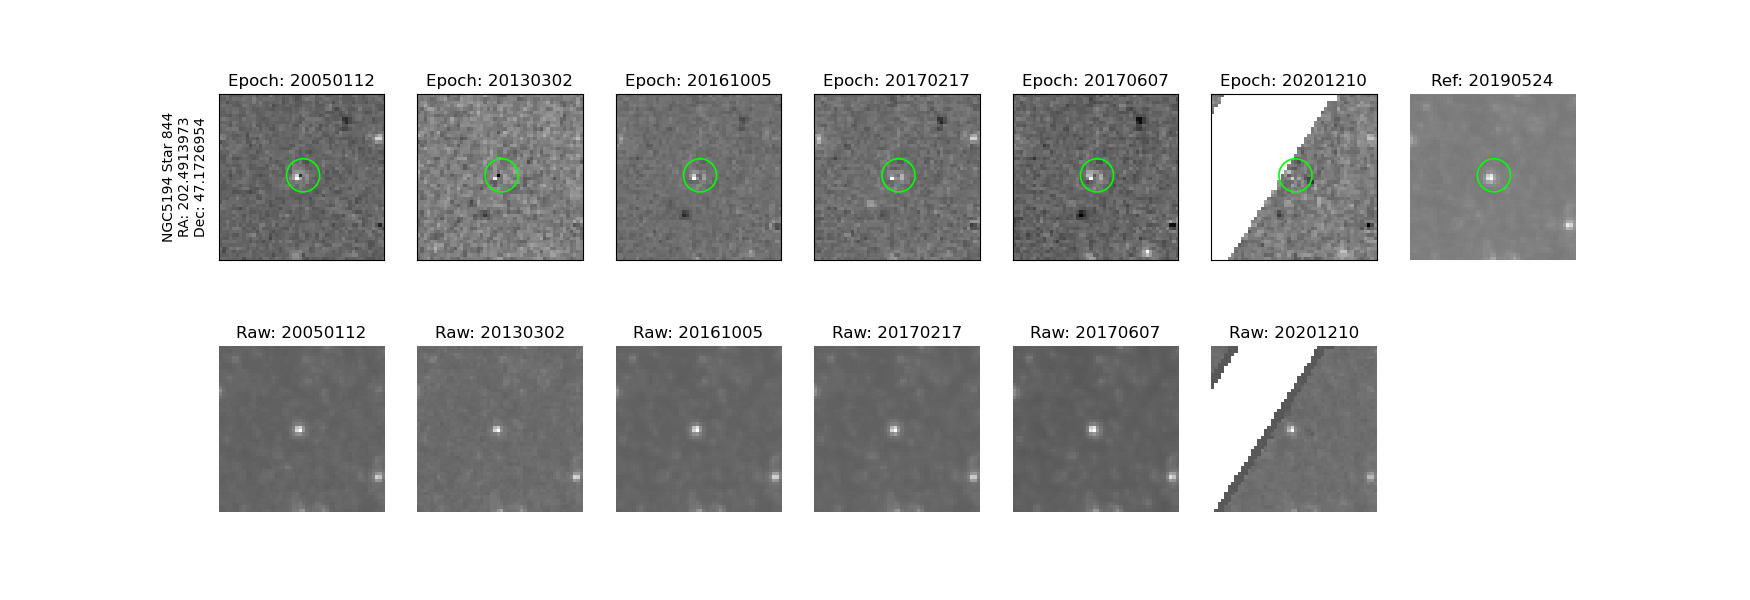 Epoch: 20050112
Epoch: 20130302
Epoch: 20161005
Epoch: 20170217
Epoch: 20170607
Epoch: 20201210
Ref: 20190524
NGC5194 Star 844
RA: 202.4913973
Dec: 47.1726954
Raw: 20050112
Raw: 20130302
Raw: 20161005
Raw: 20170217
Raw: 20170607
Raw: 20201210